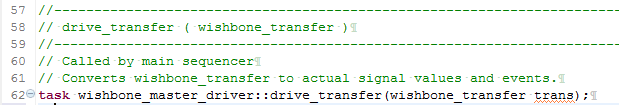 57 //------------------------------------------------------------------------
58 // drive_transfer ( wishbone_transfer )¶
59 //------------------------------------------------------------------------
60 // Called by main sequencer¶
61 // Converts wishbone_transfer to actual signal values and events.¶
62 task wishbone_master_driver::drive_transfer(wishbone_transfer trans);¶